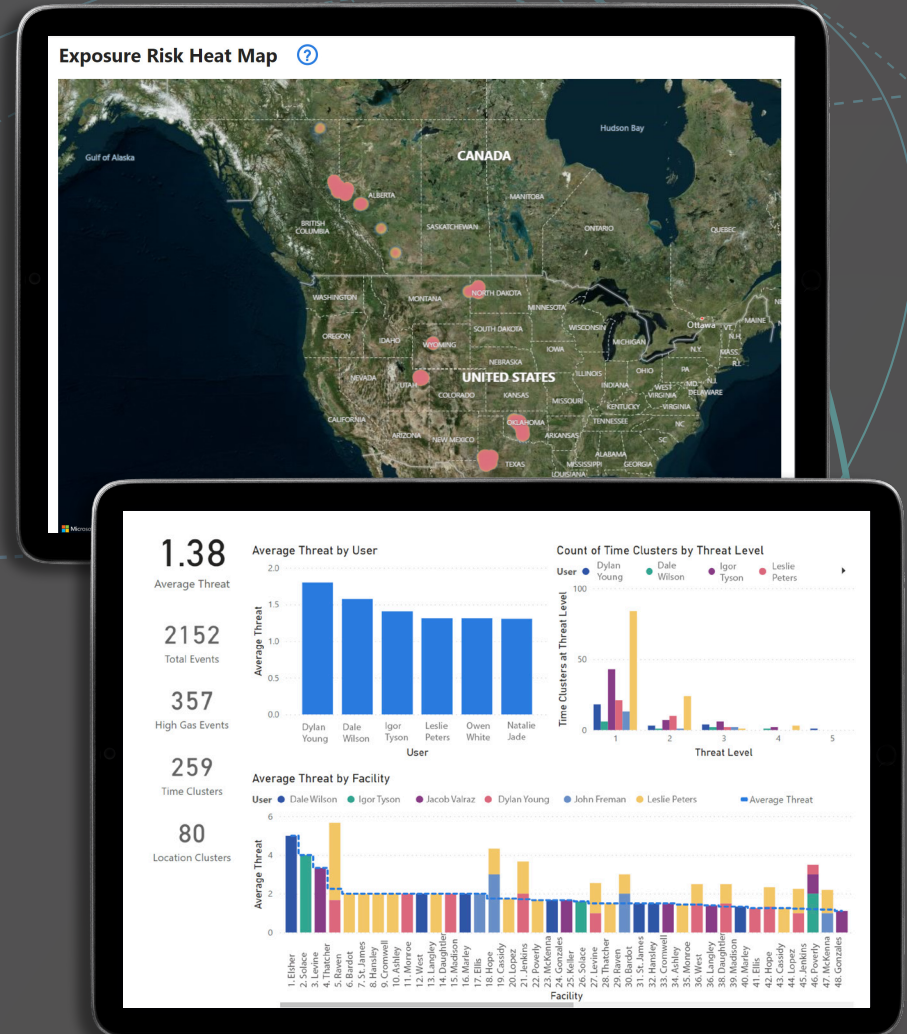 Exposure Risk Heat Map ?
Hudson Bay
Gulf of Alaska
CANADA
ALBERTA
MANITOBA
BRITISH
COLUMBIA
SASKATCHEWAN
ONTARIO
QUEBEC
WASHINGTON
MONTANA
NORTH DAKOTA
MINNESOTA
Ottawa
MAINE
VT.
N.H.
OREGON
IDAHO
WYOMING
SOUTH DAKOTA
WISCONSIN
MICHIGAN
N.Y.
MASS.
R.I.
IOWA
NEBRASKA
NEVADA
UTAH
UNITED STATES
ILLINOIS
INDIANA
OHIO
PA
N.J.
MD.
DELAWARE
WEST
VIRGINIA
COLORADO
KANSAS
MISSOURI
KENTUCKY
VIRGINIA
CALIFORNIA
ARIZONA
NEW MEXICO
OKLAHOMA
ARKANSAS
TENNESSEE
NC
SC
TEXAS
MISSISSIPPI
ALABAMA
GEORGIA
LOUISIANA
1.38
Average Threat
2152
Total Events
357
High Gas Events
259
Time Clusters
80
Location Clusters
Average Threat by User
Average Threat
2.0
1.5
1.0
0.5
0.0
Dylan
Young
Dale
Wilson
Igor
Tyson
Leslie
Peters
Owen
White
Natalie
Jade
User
Count of Time Clusters by Threat Level
User Dylan Young Dale Wilson Igor Tyson Leslie Peters
Time Clusters at Threat Level
100
50
0
1 2 3 4 5
Threat Level
Average Threat by Facility
User Dale Wilson Igor Tyson Jacob Valraz Dylan Young John Freman Leslie Peters Average Threat
Average Threat
6
4
2
0
1. Elsher
2. Solace
3. Levine
4. Thatcher
5. Raven
6. Bardot
7. St. James
8. Hansley
9. Cromwell
10. Ashley
11. Monroe
12. West
13. Langley
14. Daughtler
15. Madison
16. Marley
17. Ellis
18. Hope
19. Cassidy
20. Lopez
21. Jenkins
22. Poverly
23. McKenna
24. Gonzales
25. Keller
26. Solace
27. Levine
28. Thatcher
29. Raven
30. Bardot
31. St. James
32. Hansley
33. Cromwell
34. Ashley
35. Moroe
36. West
36. Langley
38. Daughtler
39. Madison
40. Marley
41. Ellis
42. Hope
43. Cassidy
44. Lopez
45. Jenkins
46. Poverly
47. McKenna
48. Gonzales
Facility